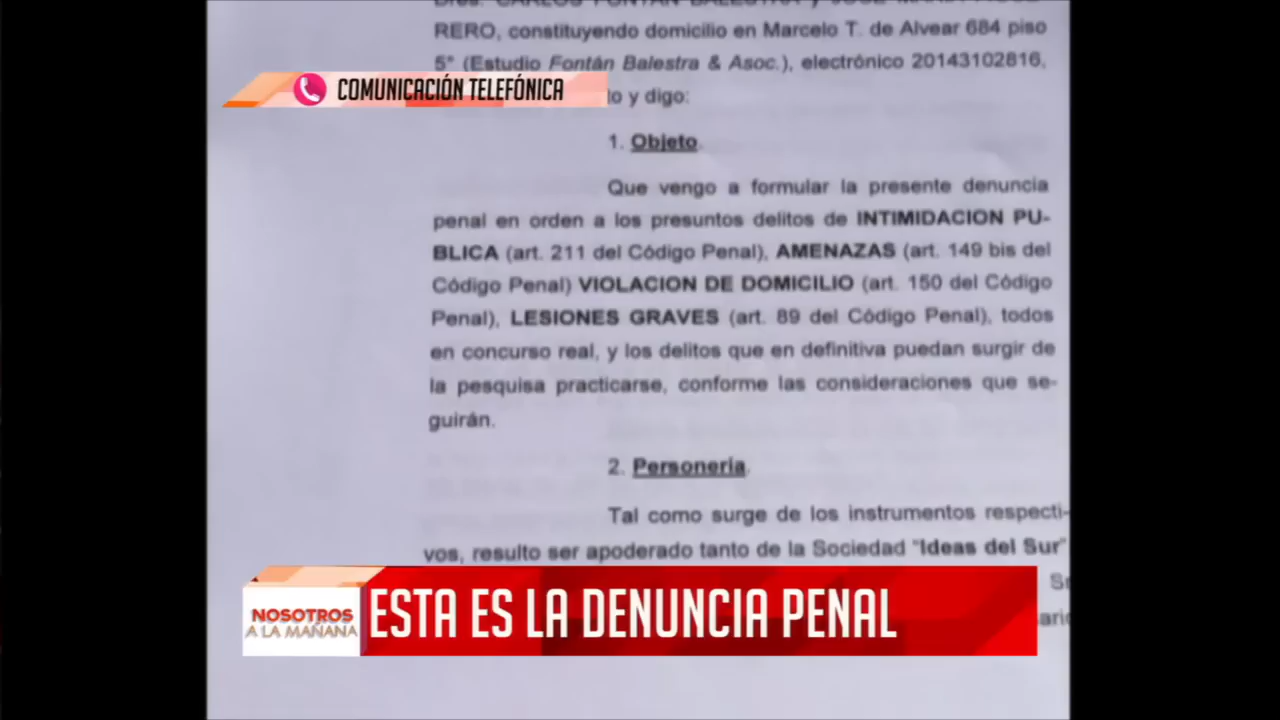 Dres. CARLOS FONTAN BALESTRA y JOSE MARIA
RERO, constituyendo domicilio en Marcelo T. de Alvear 684 piso
5° (Estudio Fontán Balestra & Asoc.), electrónico 20143102816,
COMUNICACIÓN TELEFÓNICA
lo y digo:
1. Objeto.
Que vengo a formular la presente denuncia
penal en orden a los presuntos delitos de INTIMIDACION PU-
BLICA (art. 211 del Código Penal), AMENAZAS (art. 149 bis del
Código Penal) VIOLACION DE DOMICILIO (art. 150 del Código
Penal), LESIONES GRAVES (art. 89 del Código Penal), todos
en concurso real, y los delitos que en definitiva puedan surgir de
la pesquisa practicarse, conforme las consideraciones que se-
guirán.
2. Personería.
Tal como surge de los instrumentos respecti-
vos, resulto ser apoderado tanto de la Sociedad "Ideas del Sur"
NOSOTROS
A LA MAÑANA
ESTA ES LA DENUNCIA PENAL